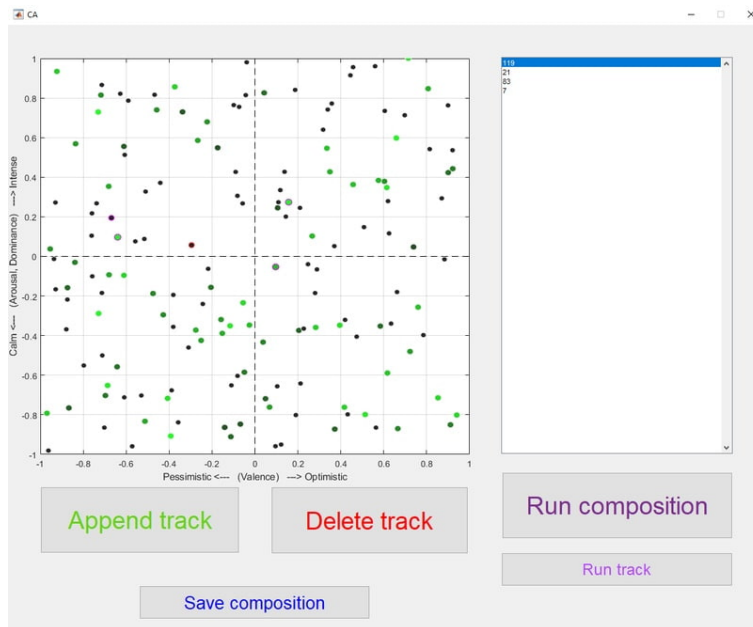 CA
119
21
83
7
1
0.8
0.6
0.4
0.2
0
-0.2
-0.4
-0.6
-0.8
-1
Calm <--- (Arousal, Dominance) ---> Intense
-1 -0.8 -0.6 -0.4 -0.2 0 0.2 0.4 0.6 0.8 1
Pessimistic <--- (Valence) ---> Optimistic
Append track
Delete track
Run composition
Run track
Save composition